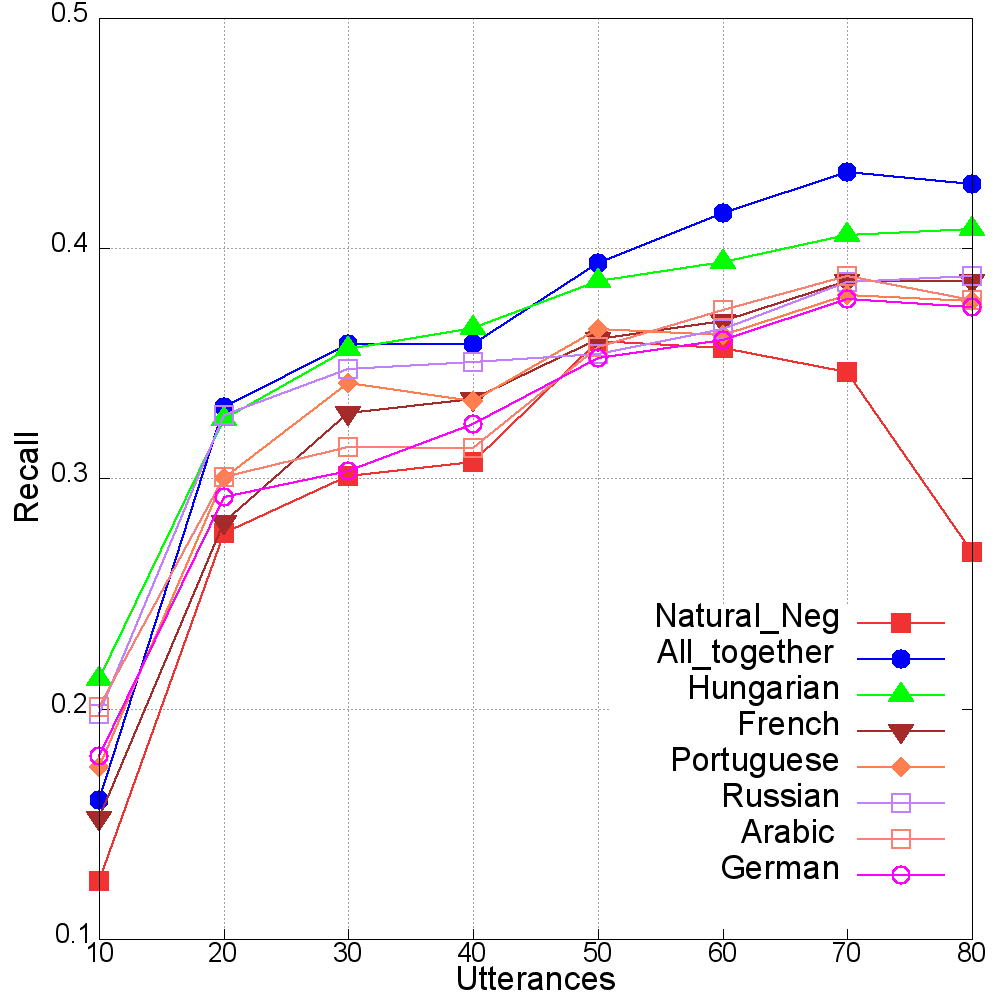 0.5
0.4
0.3
0.2
0.1
Recall
Natural_Neg
All_together
Hungarian
French
Portuguese
Russian
Arabic
German
10 20 30 40 50 60 70 80
Utterances